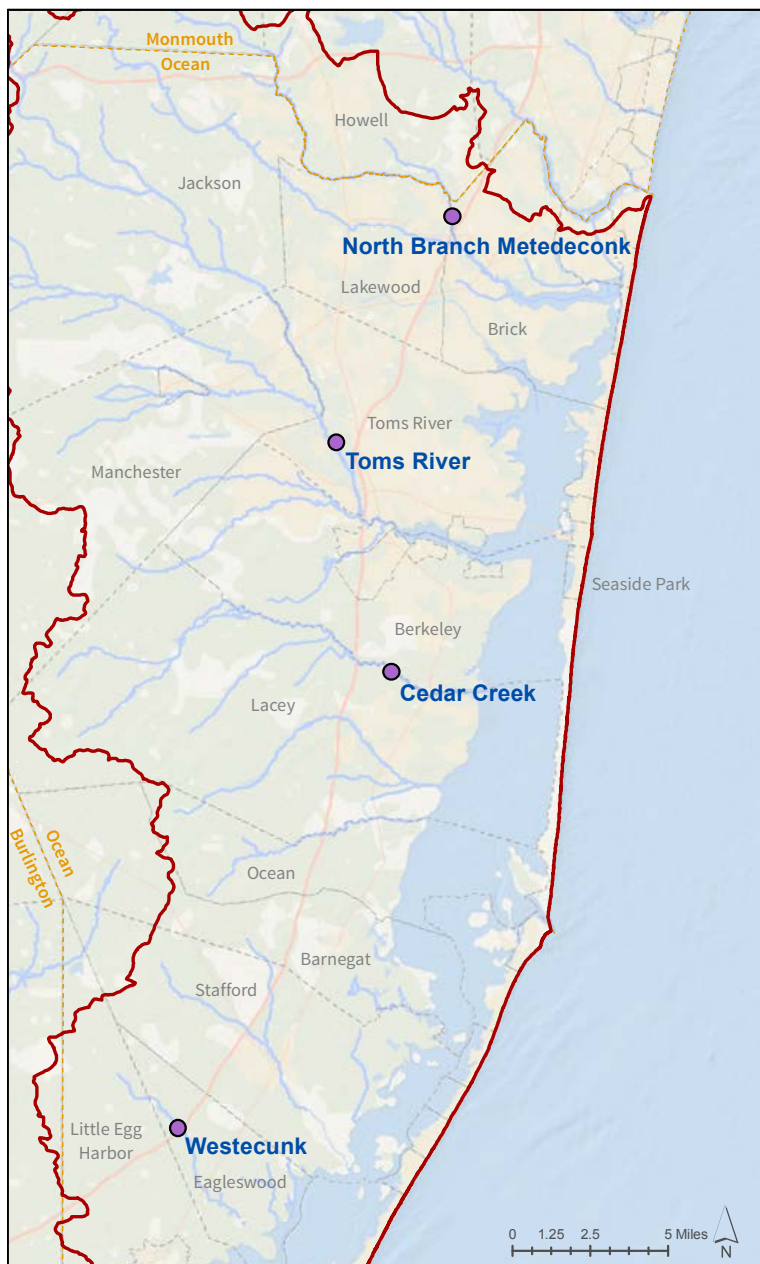 Monmouth
Ocean
Howell
Jackson
North Branch Metedeconk
Lakewood
Brick
Toms River
Toms River
Manchester
Seaside Park
Berkeley
Cedar Creek
Lacey
Ocean
Burlington
Ocean
Barnegat
Stafford
Little Egg
Harbor
Westecunk
Eagleswood
0 1.25 2.5 5 Miles
N